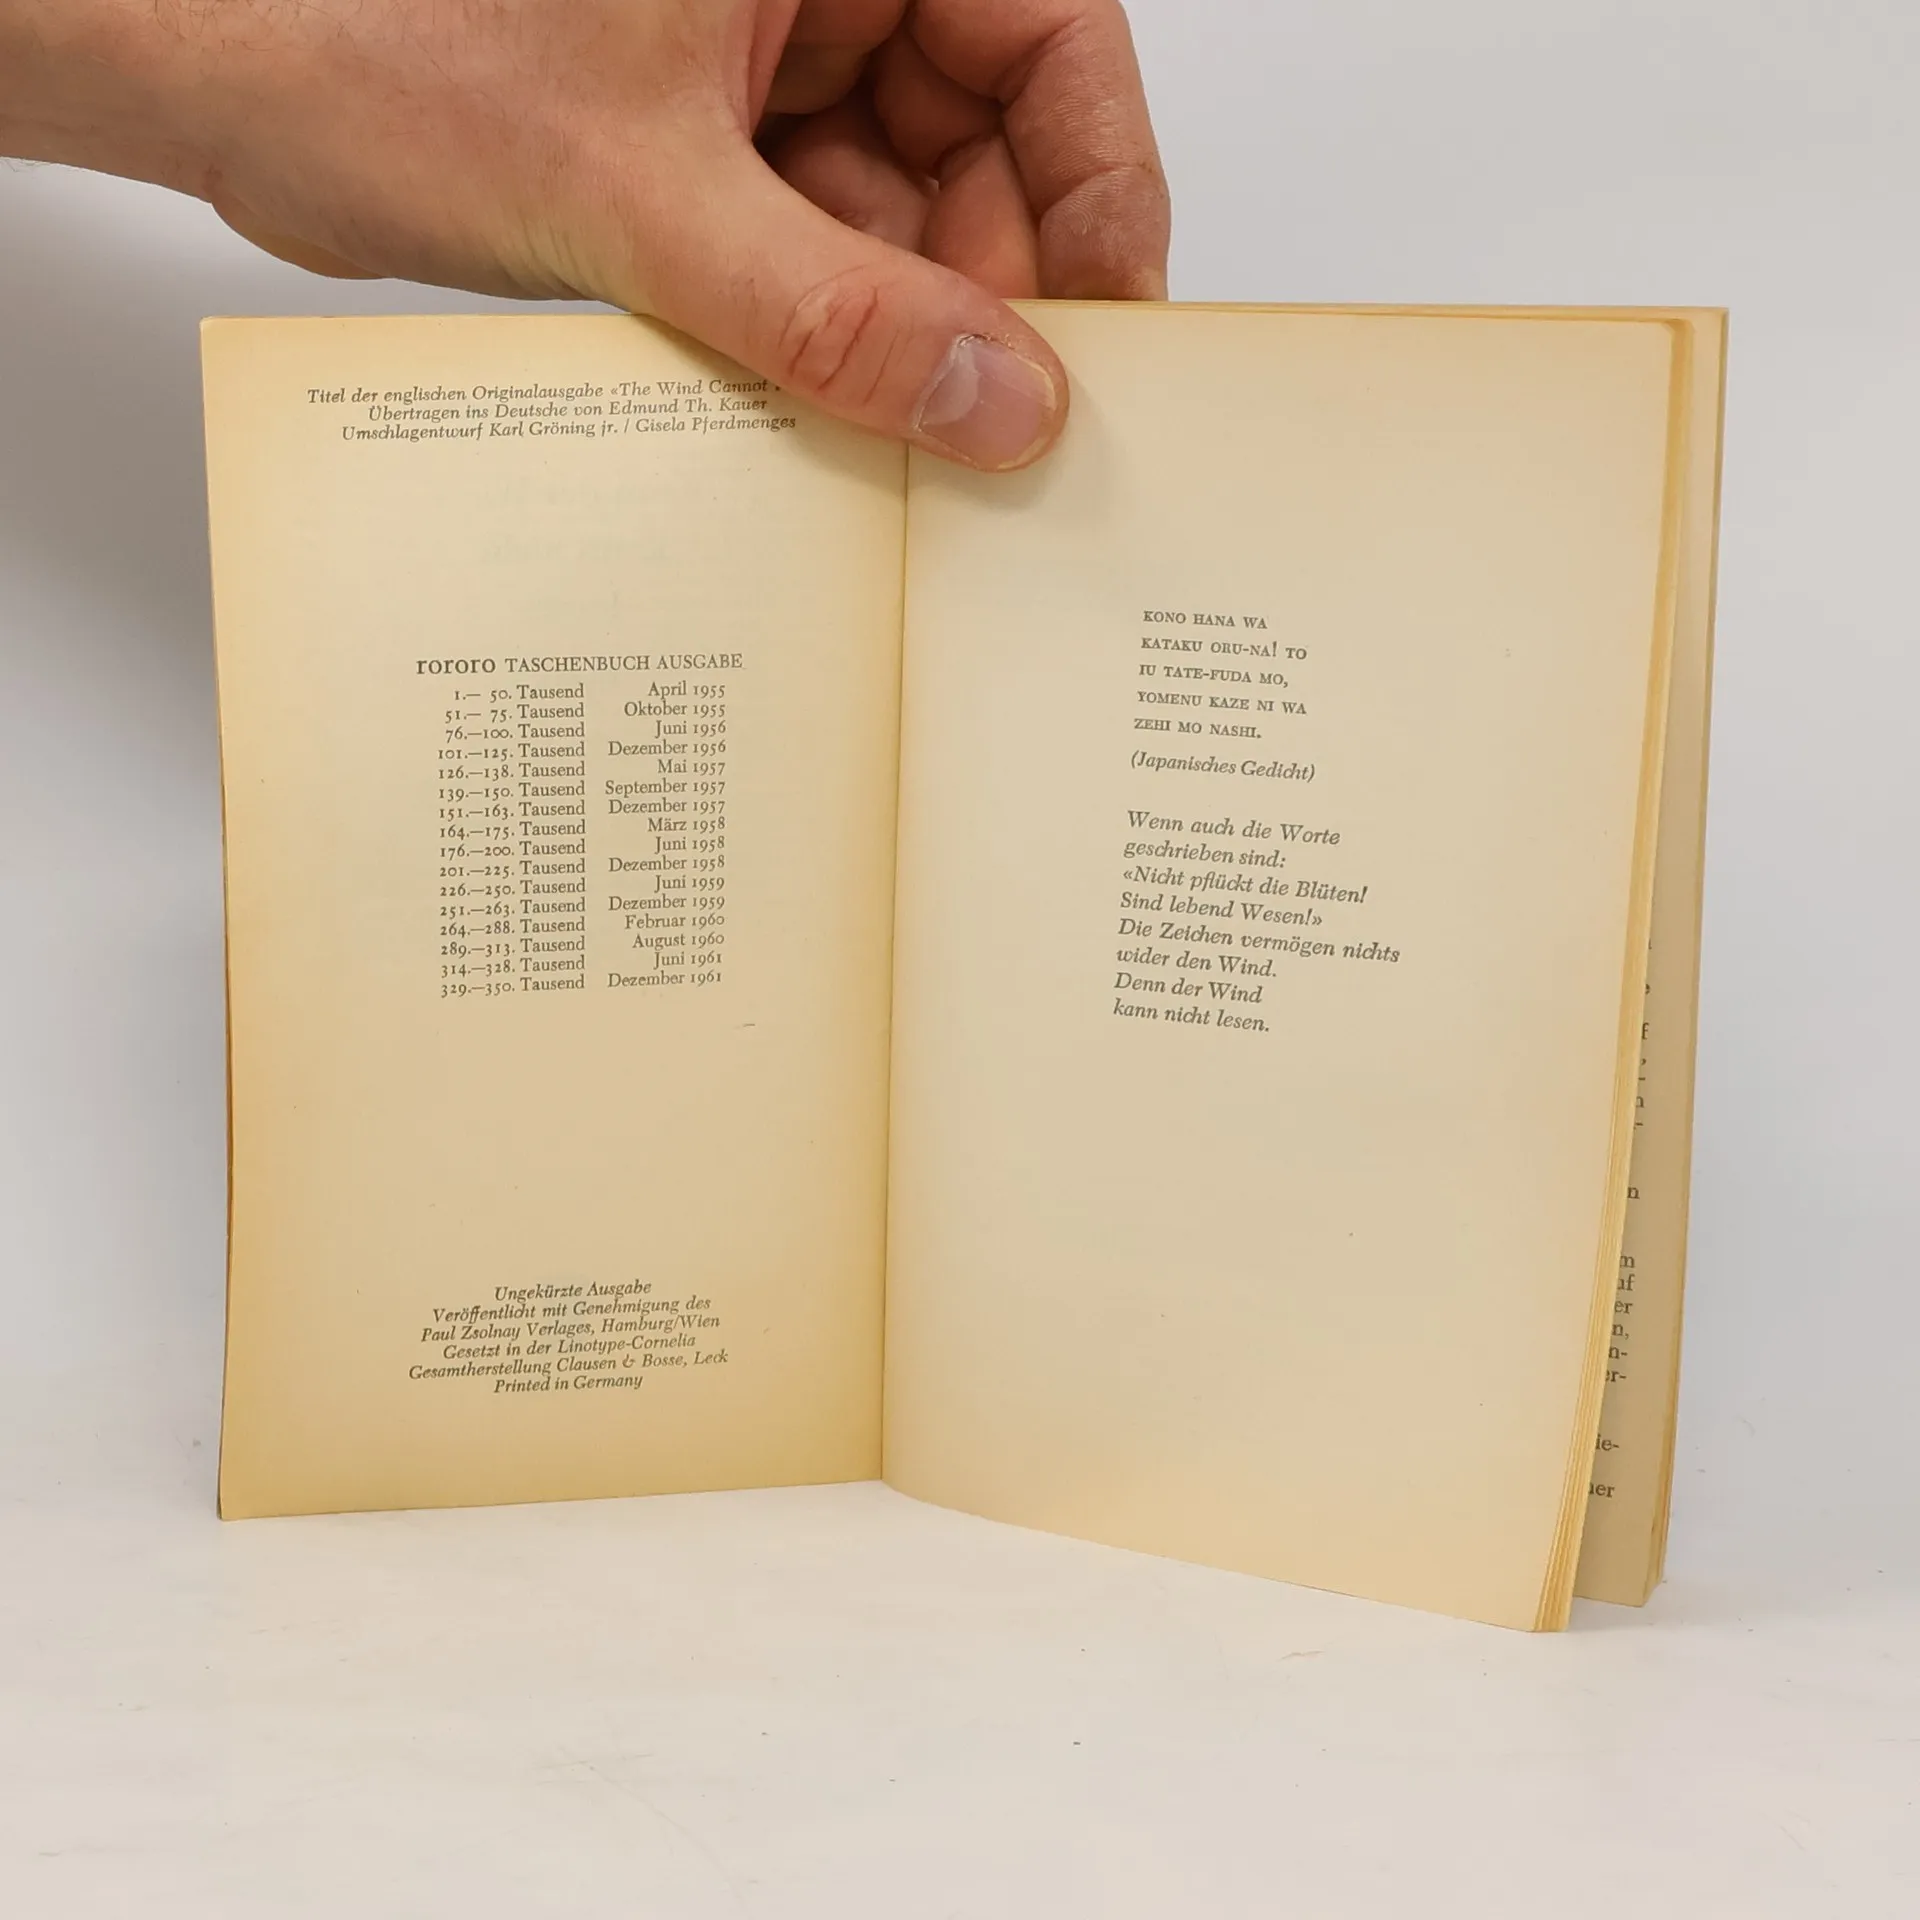 Titel der englischen Originalausgabe «The Wind Cannot
Übertragen ins Deutsche von Edmund Th. Kauer
Umschlagentwurf Karl Gröning jr. / Gisela Pferdmenges
rororo TASCHENBUCH AUSGABE
1.— 50. Tausend April 1955
51.— 75. Tausend Oktober 1955
76.—100. Tausend Juni 1956
101.—125. Tausend Dezember 1956
126.—138. Tausend Mai 1957
139.—150. Tausend September 1957
151.—163. Tausend Dezember 1957
164.—175. Tausend März 1958
176.—200. Tausend Juni 1958
201.—225. Tausend Dezember 1958
226.—250. Tausend Juni 1959
251.—263. Tausend Dezember 1959
264.—288. Tausend Februar 1960
289.—313. Tausend August 1960
314.—328. Tausend Juni 1961
329.—350. Tausend Dezember 1961
Ungekürzte Ausgabe
Veröffentlicht mit Genehmigung des
Paul Zsolnay Verlages, Hamburg/Wien
Gesetzt in der Linotype-Cornelia
Gesamtherstellung Clausen & Bosse, Leck
Printed in Germany
KONO HANA WA
KATAKU ORU-NA! TO
IU TATE-FUDA MO,
YOMENU KAZE NI WA
ZEHI MO NASHI.
(Japanisches Gedicht)
Wenn auch die Worte
geschrieben sind:
«Nicht pflückt die Blüten!
Sind lebend Wesen!»
Die Zeichen vermögen nichts
wider den Wind.
Denn der Wind
kann nicht lesen.